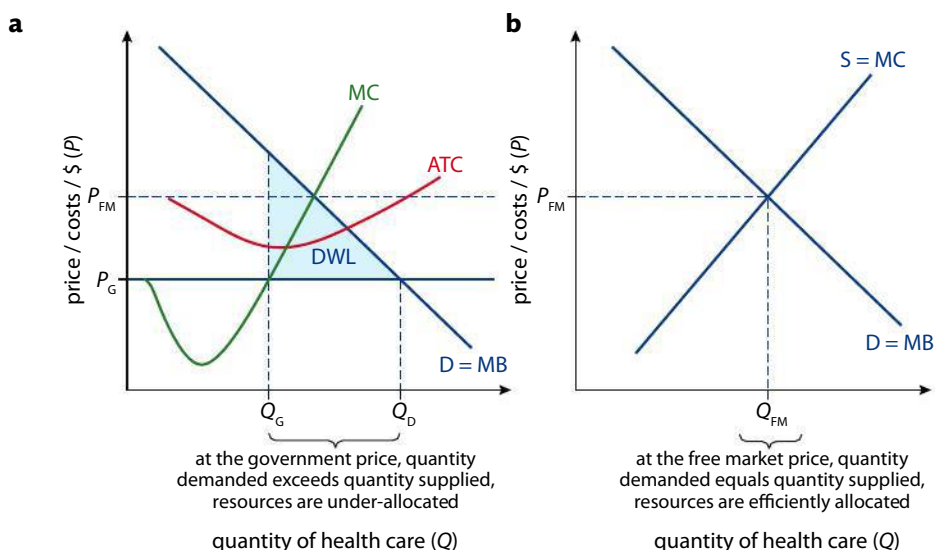 a
price / costs / $ (P)
MC
ATC
P_FM
DWL
P_G
D = MB
Q_G
Q_D
at the government price, quantity
demanded exceeds quantity supplied,
resources are under-allocated
quantity of health care (Q)
b
price / costs / $ (P)
S = MC
P_FM
D = MB
Q_FM
at the free market price, quantity
demanded equals quantity supplied,
resources are efficiently allocated
quantity of health care (Q)